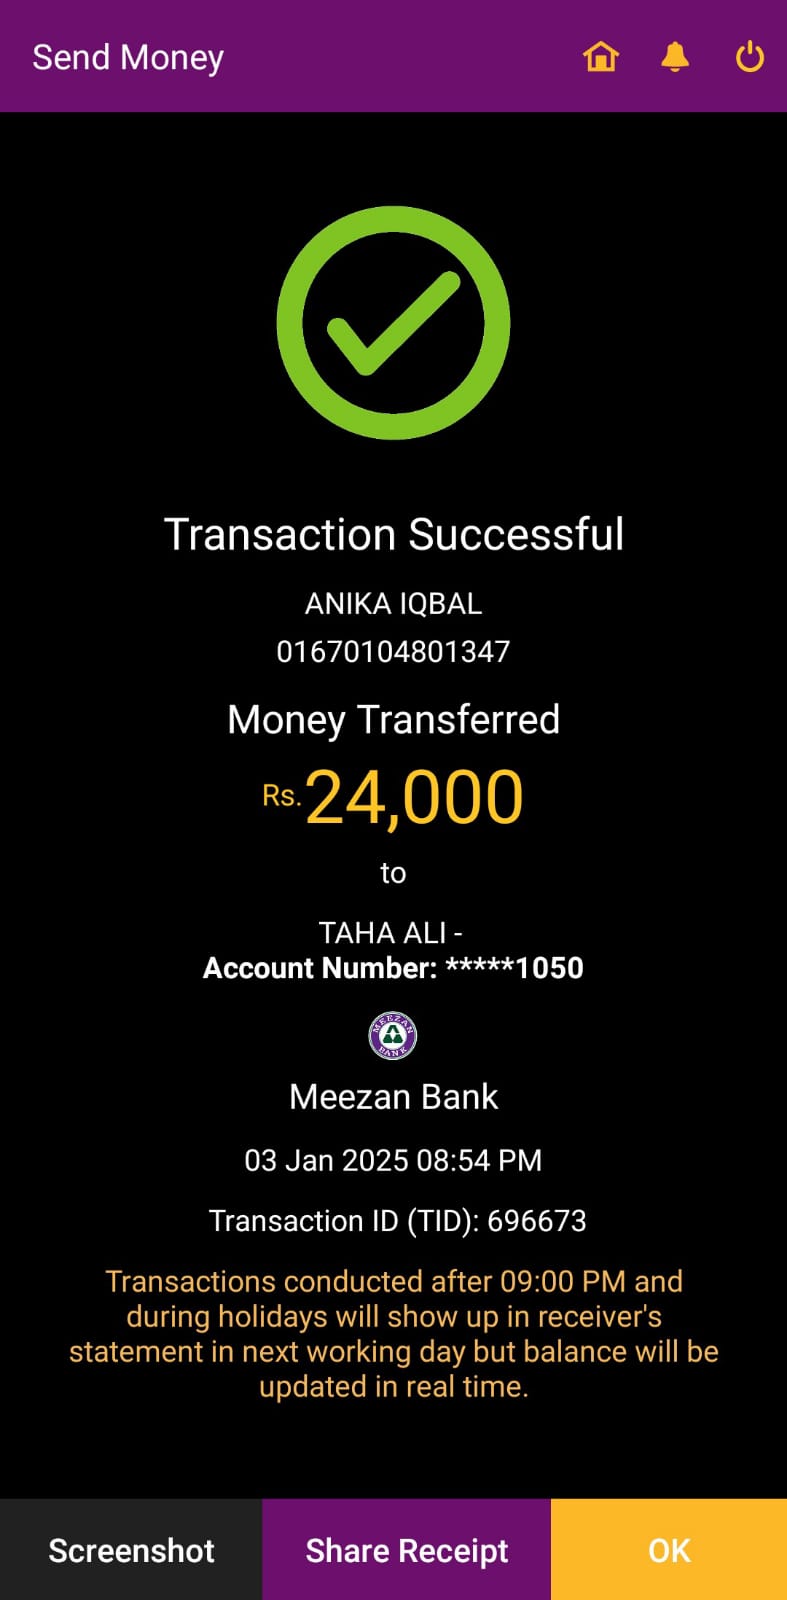 Send Money
Transaction Successful
ANIKA IQBAL
01670104801347
Money Transferred
Rs.24,000
to
TAHA ALI -
Account Number: *****1050
MEEZAN
BANK
Meezan Bank
03 Jan 2025 08:54 PM
Transaction ID (TID): 696673
Transactions conducted after 09:00 PM and
during holidays will show up in receiver's
statement in next working day but balance will be
updated in real time.
Screenshot
Share Receipt
OK